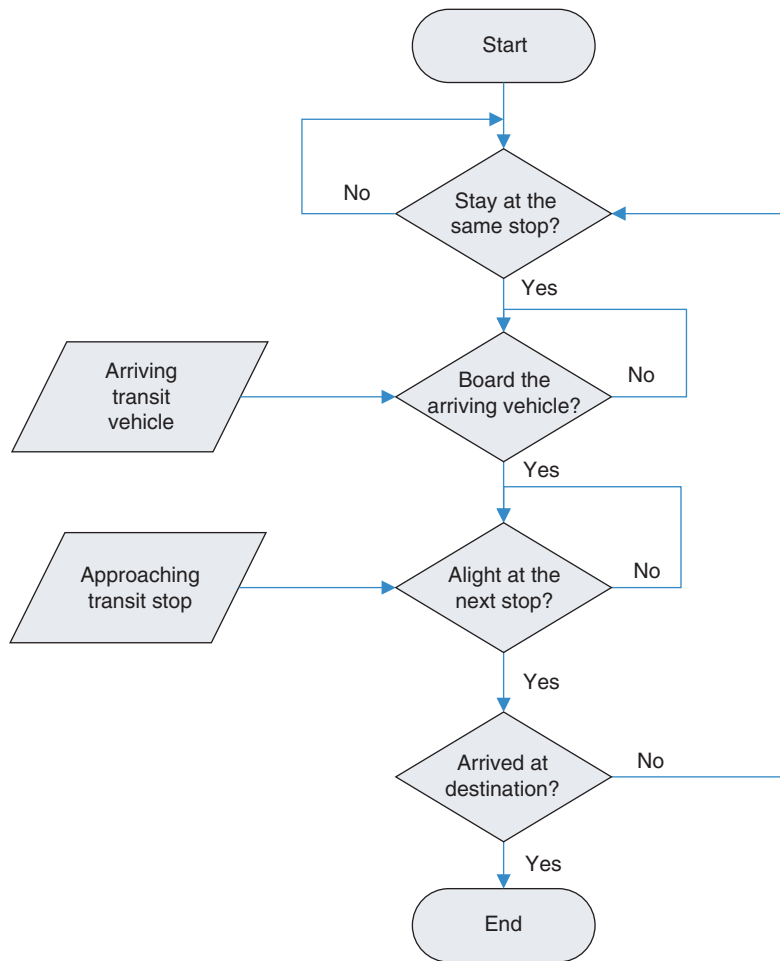 Start
No
Stay at the
same stop?
Yes
Arriving
transit
vehicle
Board the
arriving vehicle?
No
Yes
Approaching
transit stop
Alight at the
next stop?
No
Yes
Arrived at
destination?
No
Yes
End